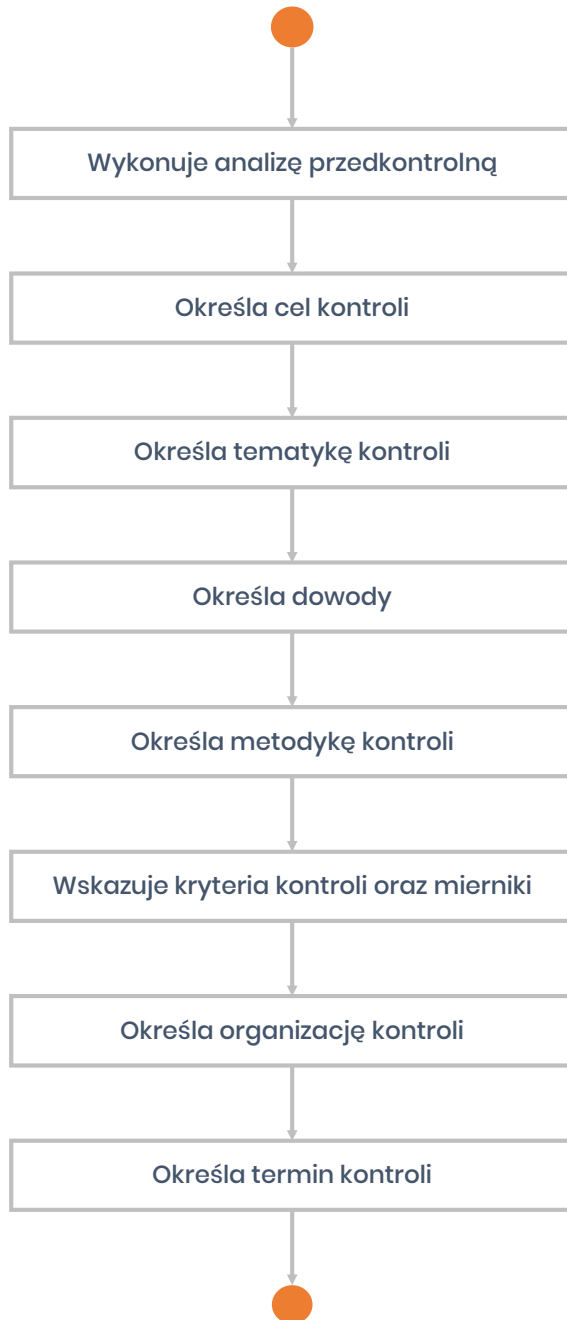 Wykonuje analizę przedkontrolną
Określa cel kontroli
Określa tematykę kontroli
Określa dowody
Określa metodykę kontroli
Wskazuje kryteria kontroli oraz mierniki
Określa organizację kontroli
Określa termin kontroli